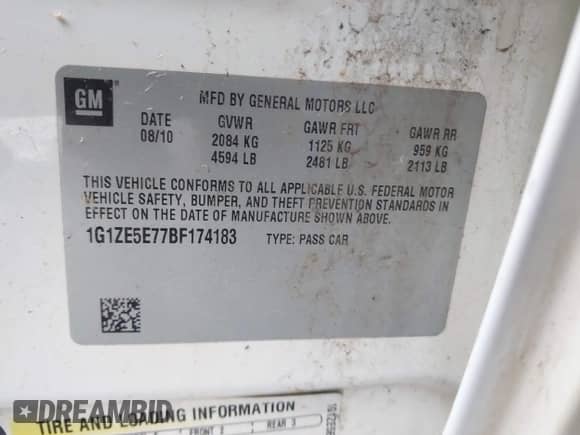 GM
MFD BY GENERAL MOTORS LLC
DATE GVWR GAWR FRT GAWR RR
08/10 2084 KG 1125 KG 959 KG
4594 LB 2481 LB 2113 LB
THIS VEHICLE CONFORMS TO ALL APPLICABLE U.S. FEDERAL MOTOR
VEHICLE SAFETY, BUMPER, AND THEFT PREVENTION STANDARDS IN
EFFECT ON THE DATE OF MANUFACTURE SHOWN ABOVE.
1G1ZE5E77BF174183 TYPE: PASS CAR
TIRE AND LOADING INFORMATION
FRONT 2 REAR 3
DREAMBID